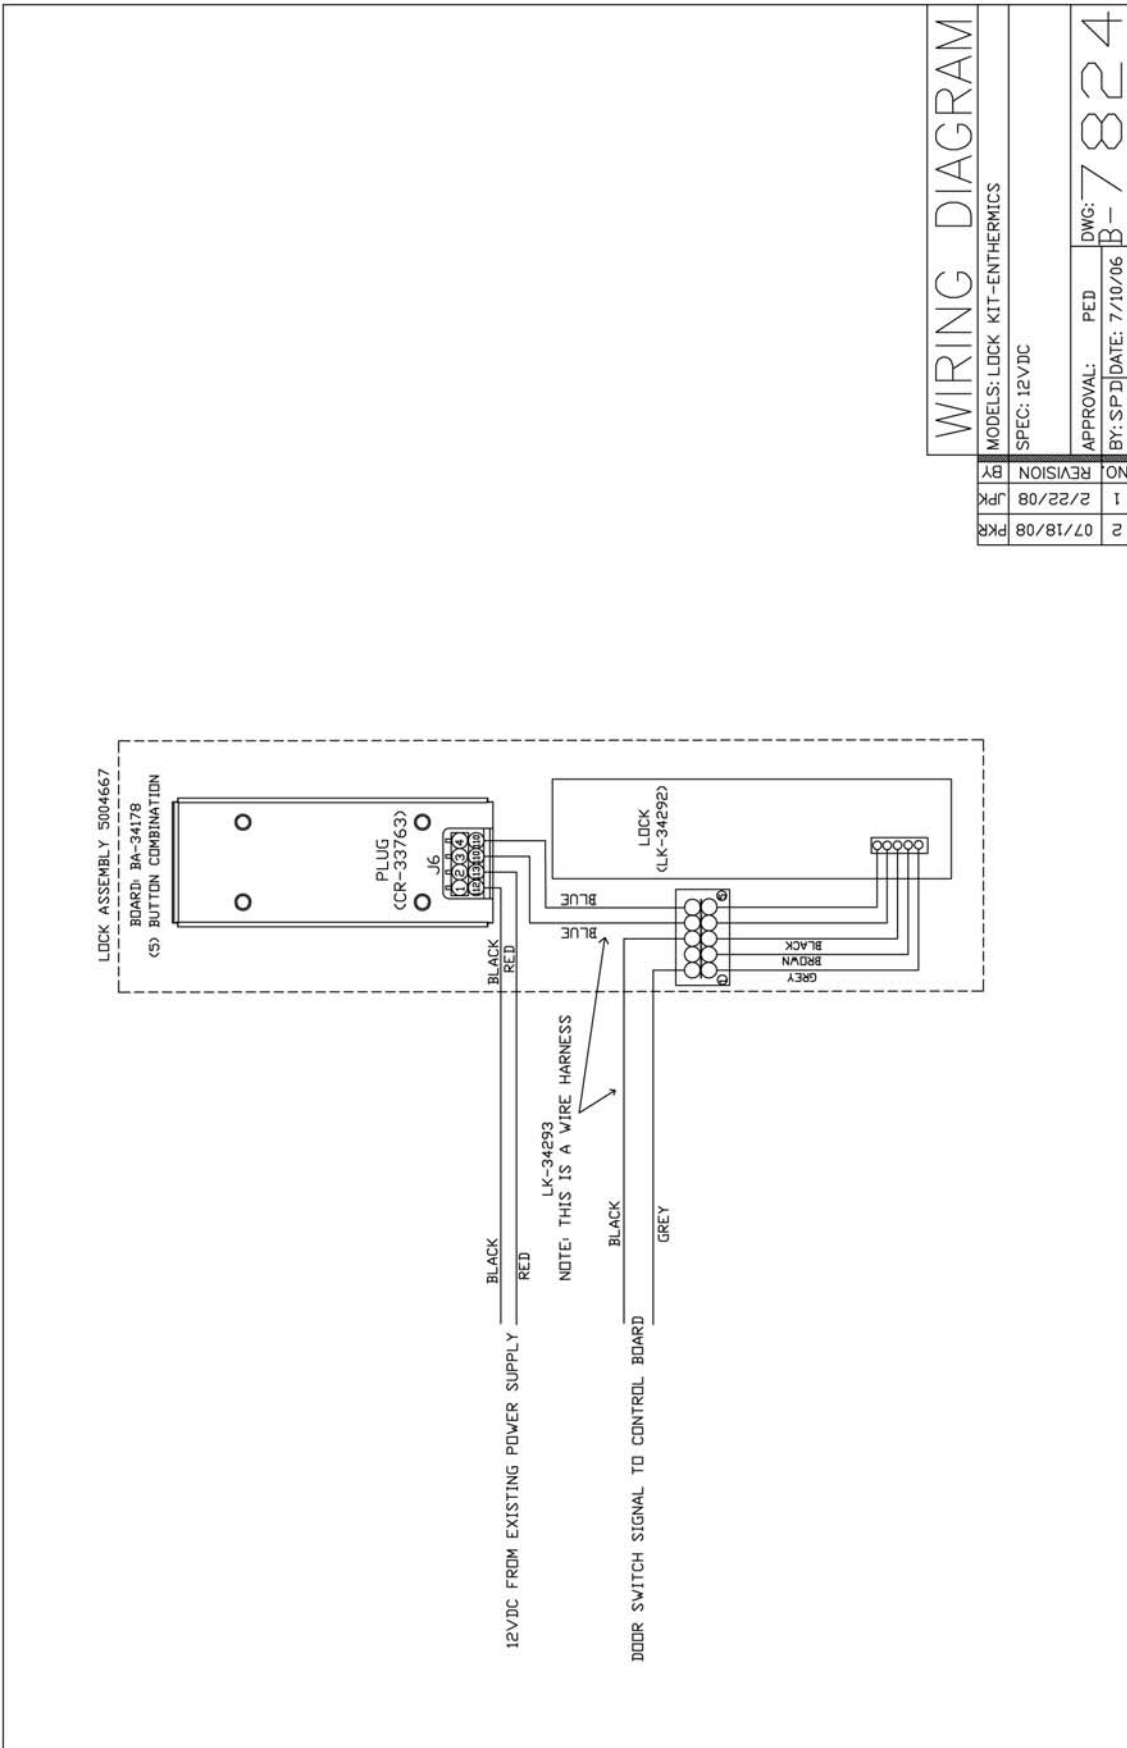 LOCK ASSEMBLY 5004667
BOARD: BA-34178
(5) BUTTON COMBINATION
PLUG
(CR-33763)
J6
1 2 3 4
12 13 10 10
BLACK
RED
BLACK
RED
12VDC FROM EXISTING POWER SUPPLY
LOCK
(LK-34292)
BLUE
BLUE
BLACK
BROWN
GREY
LK-34293
NOTE: THIS IS A WIRE HARNESS
BLACK
GREY
DOOR SWITCH SIGNAL TO CONTROL BOARD
WIRING DIAGRAM
MODELS: LOCK KIT-ENTHERMICS
SPEC: 12VDC
APPROVAL: PED
DWG:
B-7824
BY: SPD DATE: 7/10/06
NO. REVISION BY
1 2/22/08 JPK
2 07/18/08 PKR